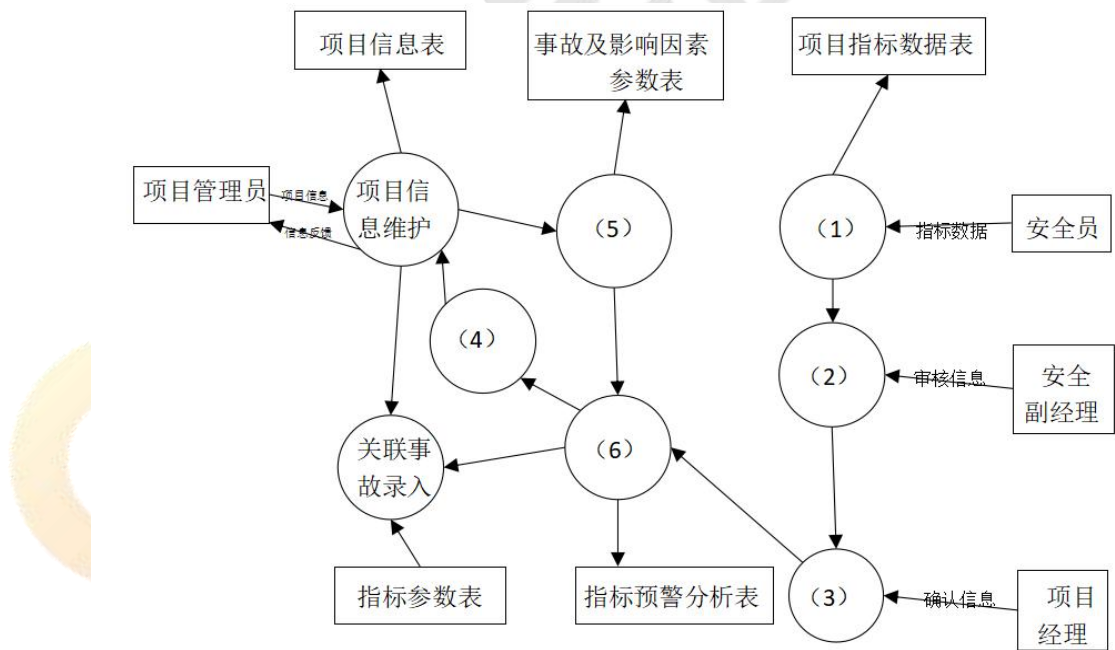 项目信息表
事故及影响因素
参数表
项目指标数据表
项目管理员
项目信息
信息反馈
项目信
息维护
（5）
（1）
指标数据
安全员
（4）
（2）
审核信息
安全
副经理
关联事
故录入
（6）
指标参数表
指标预警分析表
（3）
确认信息
项目
经理